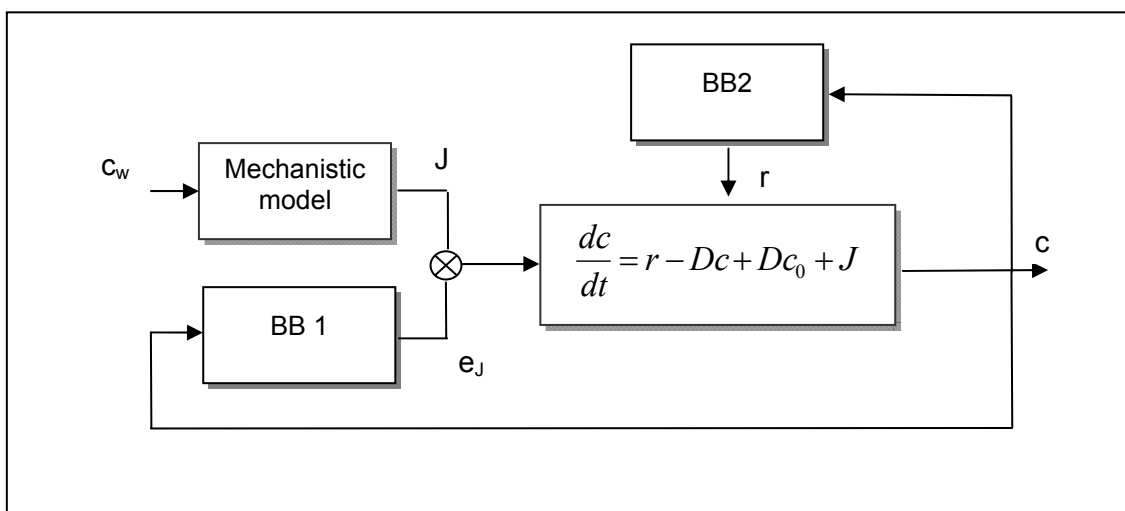 BB2
c_w
Mechanistic
model
J
r
dc/dt = r − Dc + Dc_0 + J
c
BB 1
e_J